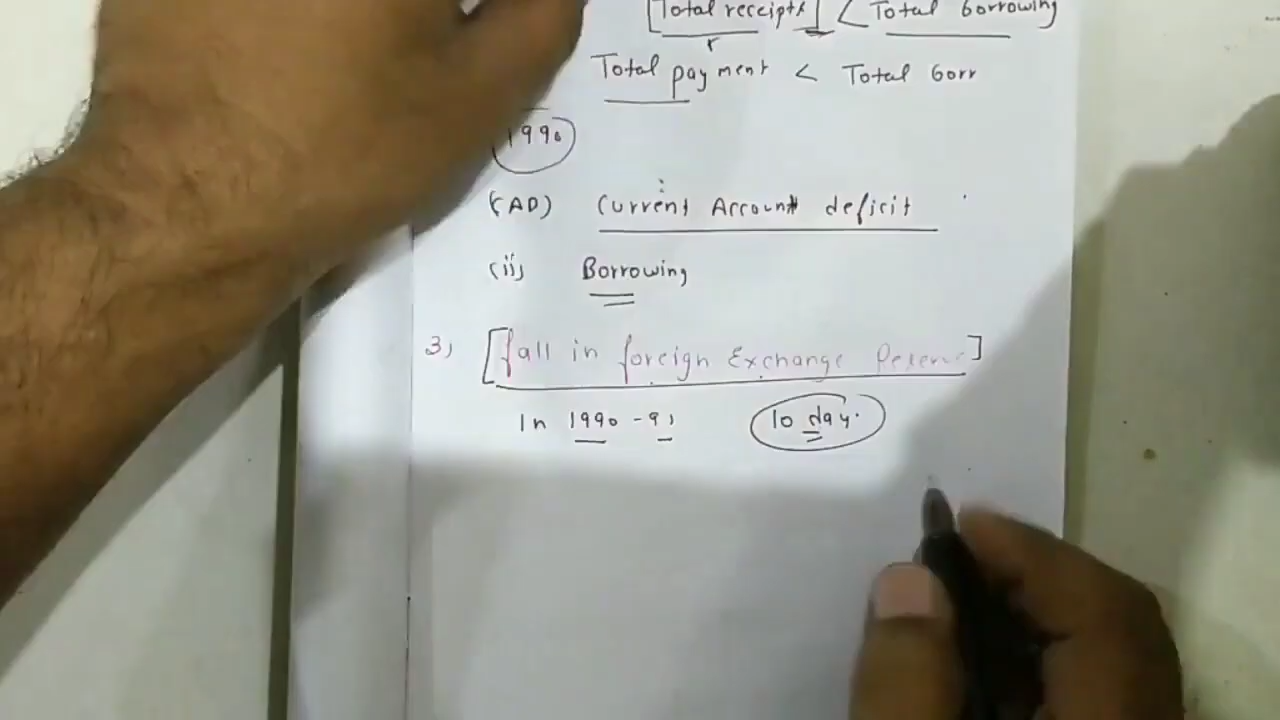 [Total receipts] < Total borrowing
r
Total payment < Total borr
1990
(CAD) Current Account deficit
(ii) Borrowing
3) [fall in foreign Exchange Reserve]
In 1990-91 10 day.